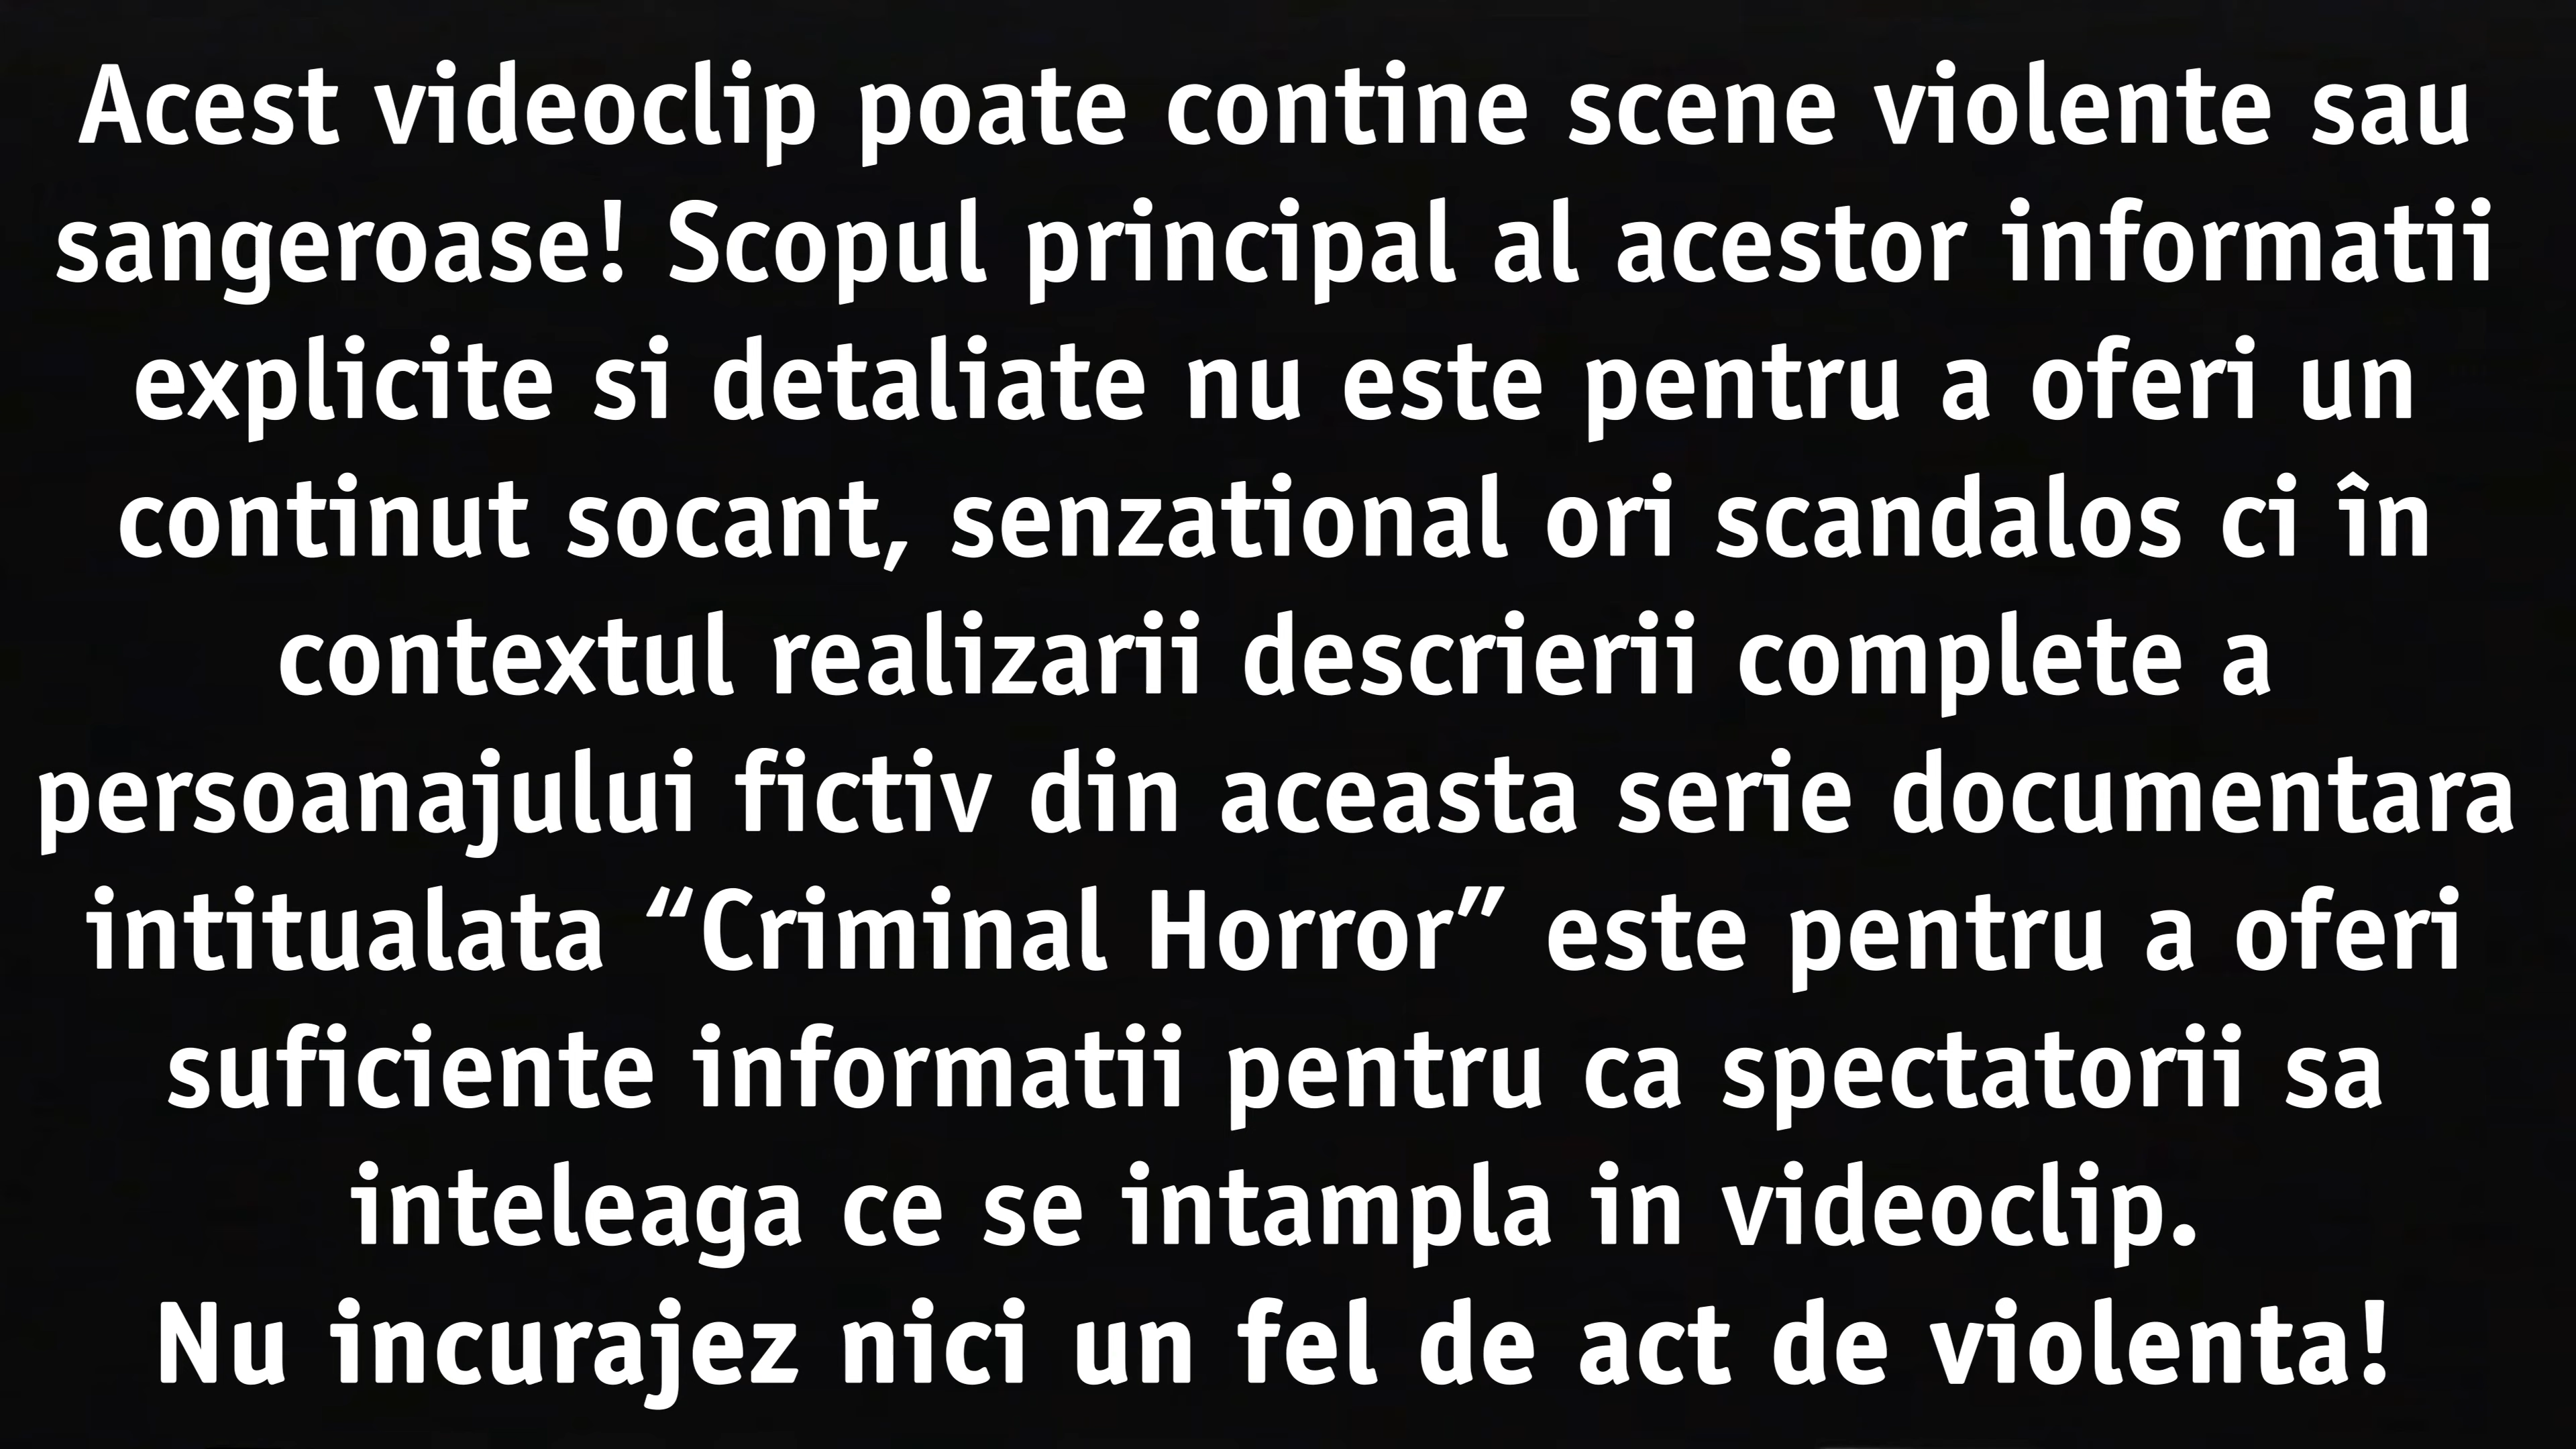 Acest videoclip poate contine scene violente sau
sangeroase! Scopul principal al acestor informatii
explicite si detaliate nu este pentru a oferi un
continut socant, senzational ori scandalos ci în
contextul realizarii descrierii complete a
persoanajului fictiv din aceasta serie documentara
intitualata “Criminal Horror” este pentru a oferi
suficiente informatii pentru ca spectatorii sa
inteleaga ce se intampla in videoclip.
Nu incurajez nici un fel de act de violenta!